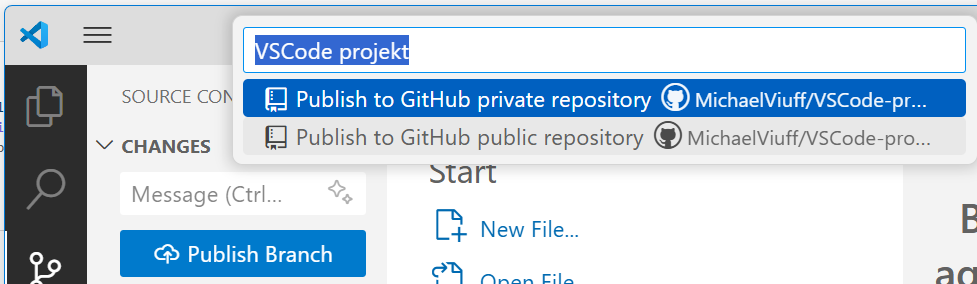 VSCode projekt
Publish to GitHub private repository MichaelViuff/VSCode-pr...
Publish to GitHub public repository MichaelViuff/VSCode-pro...
SOURCE CON
CHANGES
Message (Ctrl...
Publish Branch
Start
New File...
Open File